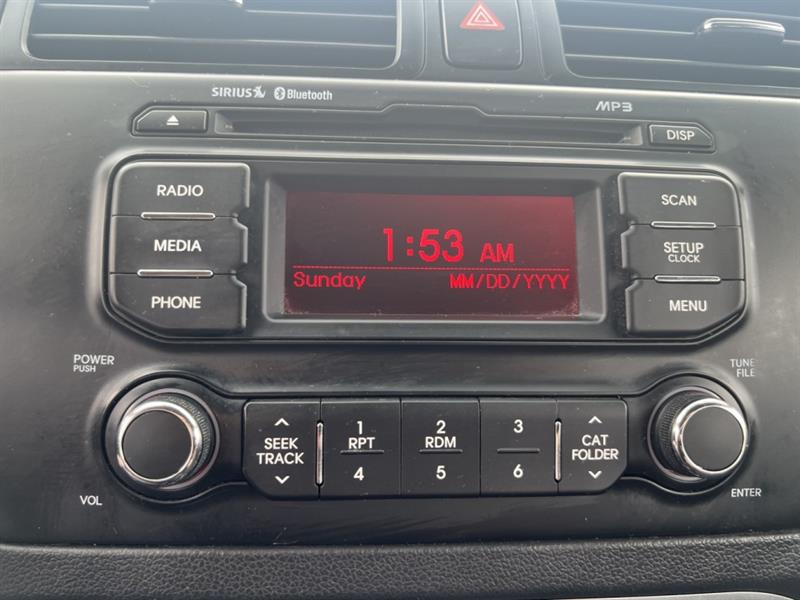 SIRIUS Bluetooth MP3
DISP
RADIO
MEDIA
PHONE
1:53 AM
Sunday MM/DD/YYYY
SCAN
SETUP
CLOCK
MENU
POWER
PUSH
VOL
SEEK
TRACK
1 RPT 4
2 RDM 5
3 6
CAT
FOLDER
TUNE
FILE
ENTER